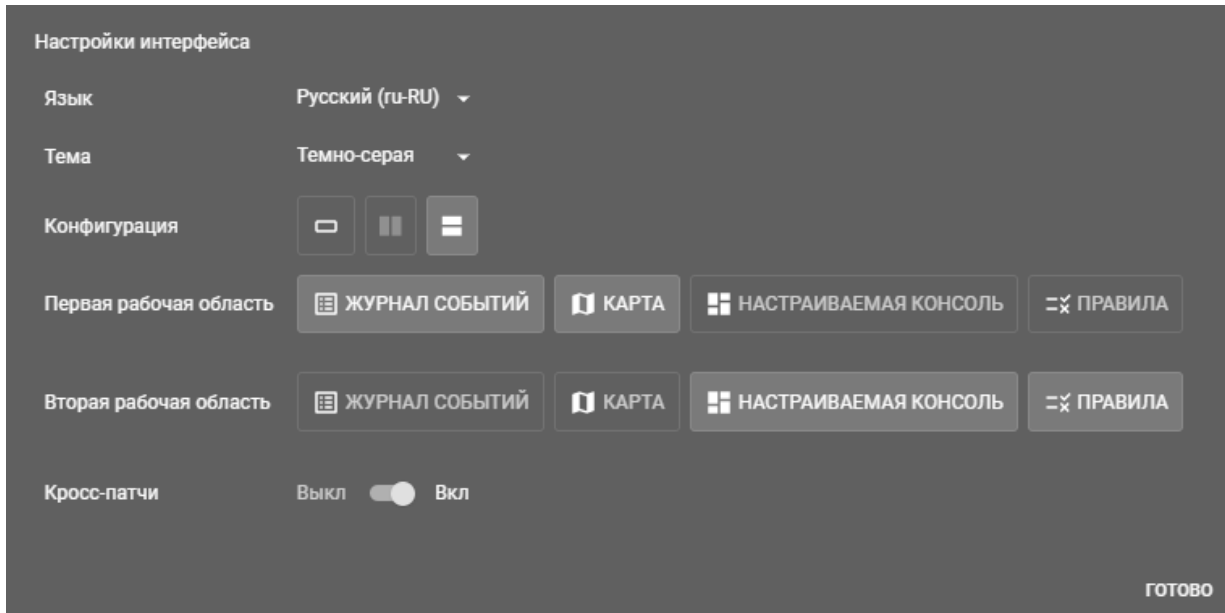 Настройки интерфейса
Язык Русский (ru-RU)
Тема Темно-серая
Конфигурация
Первая рабочая область ЖУРНАЛ СОБЫТИЙ КАРТА НАСТРАИВАЕМАЯ КОНСОЛЬ ПРАВИЛА
Вторая рабочая область ЖУРНАЛ СОБЫТИЙ КАРТА НАСТРАИВАЕМАЯ КОНСОЛЬ ПРАВИЛА
Кросс-патчи Выкл Вкл
ГОТОВО